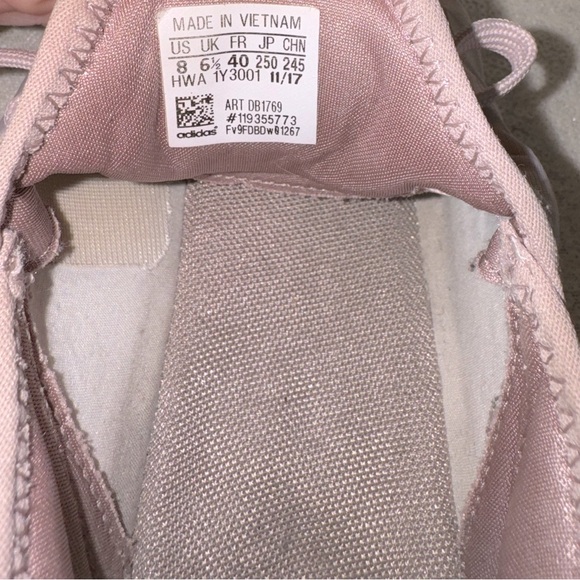 MADE IN VIETNAM
US UK FR JP CHN
8 6½ 40 250 245
HWA 1Y3001 11/17
ART DB1769
#119355773
adidas Fv9FDBDw01267